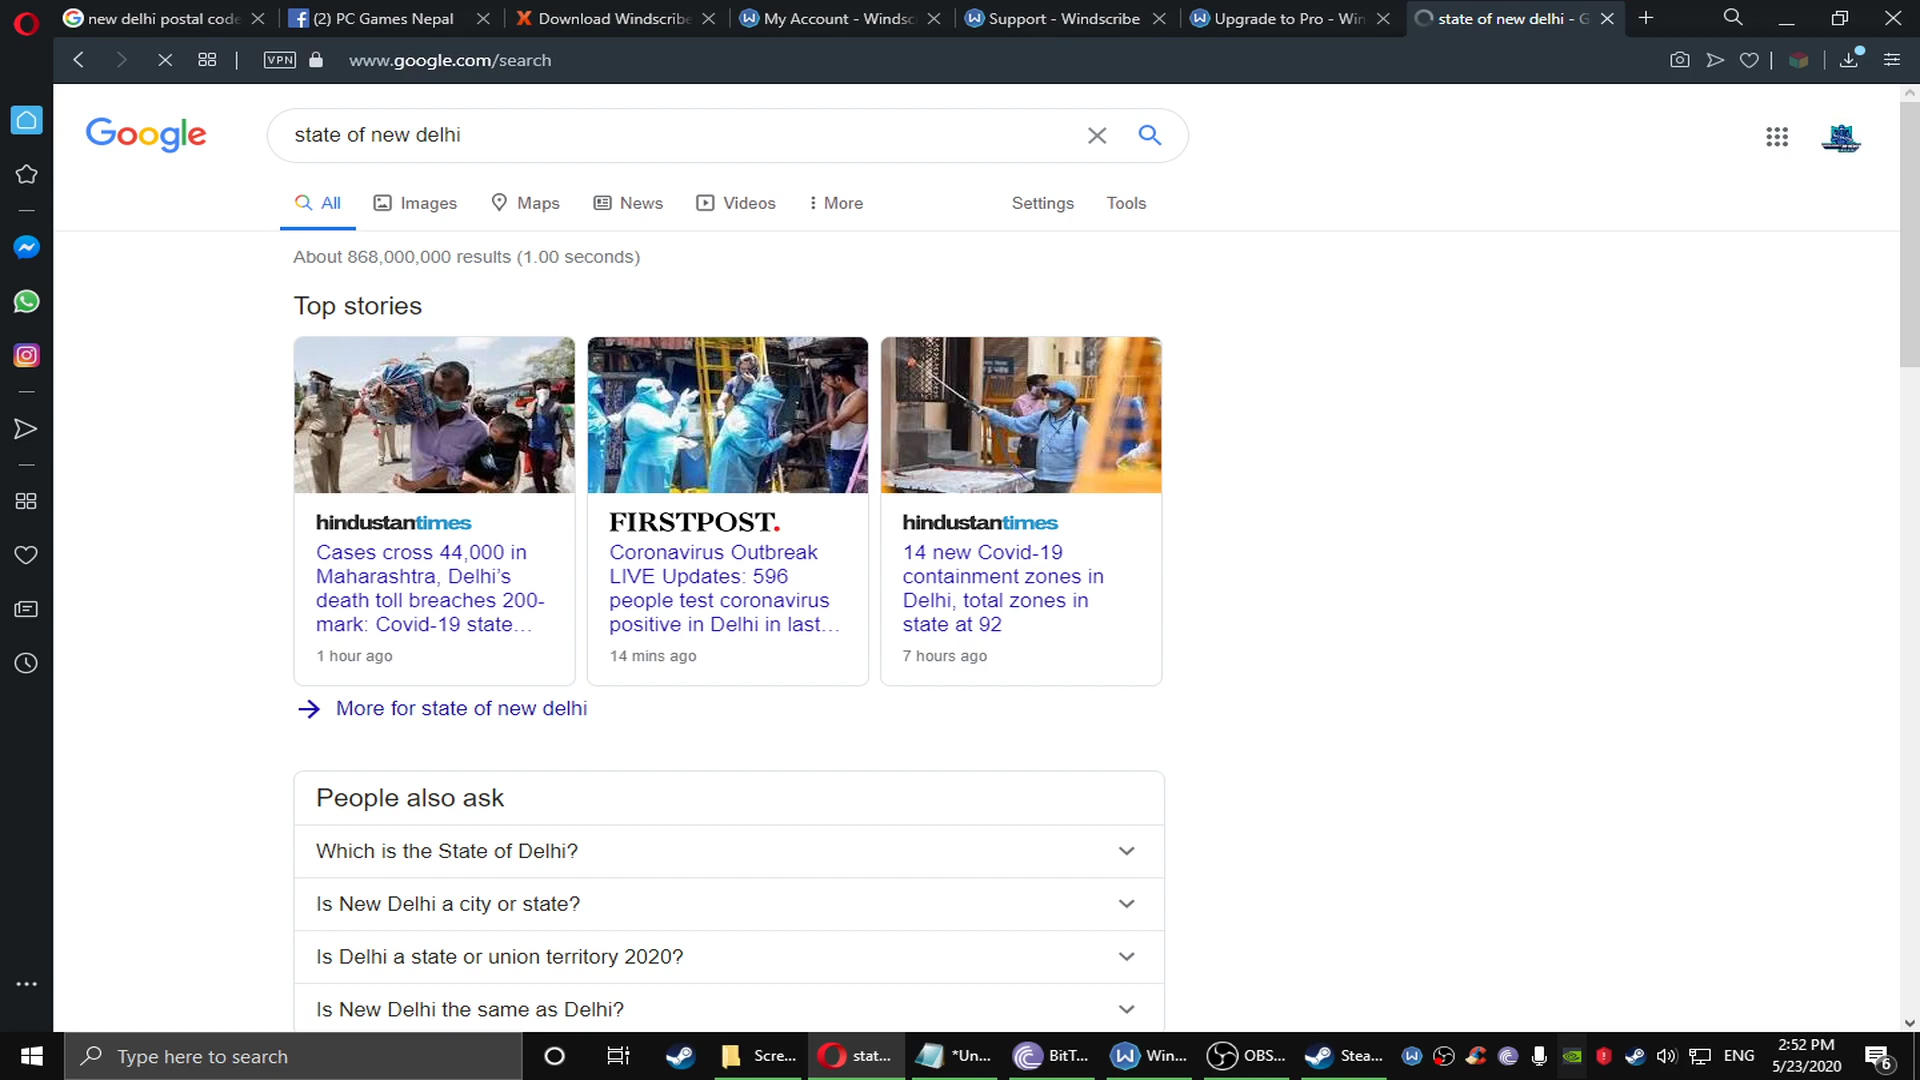 new delhi postal code
(2) PC Games Nepal
Download Windscribe
My Account - Windsc
Support - Windscribe
Upgrade to Pro - Win
state of new delhi - G
VPN
www.google.com/search
Google
state of new delhi
All
Images
Maps
News
Videos
More
Settings
Tools
About 868,000,000 results (1.00 seconds)
Top stories
hindustantimes
Cases cross 44,000 in
Maharashtra, Delhi's
death toll breaches 200-
mark: Covid-19 state...
1 hour ago
FIRSTPOST.
Coronavirus Outbreak
LIVE Updates: 596
people test coronavirus
positive in Delhi in last...
14 mins ago
hindustantimes
14 new Covid-19
containment zones in
Delhi, total zones in
state at 92
7 hours ago
More for state of new delhi
People also ask
Which is the State of Delhi?
Is New Delhi a city or state?
Is Delhi a state or union territory 2020?
Is New Delhi the same as Delhi?
Type here to search
Scre...
stat...
*Un...
BitT...
Win...
OBS...
Stea...
ENG
2:52 PM
5/23/2020
6